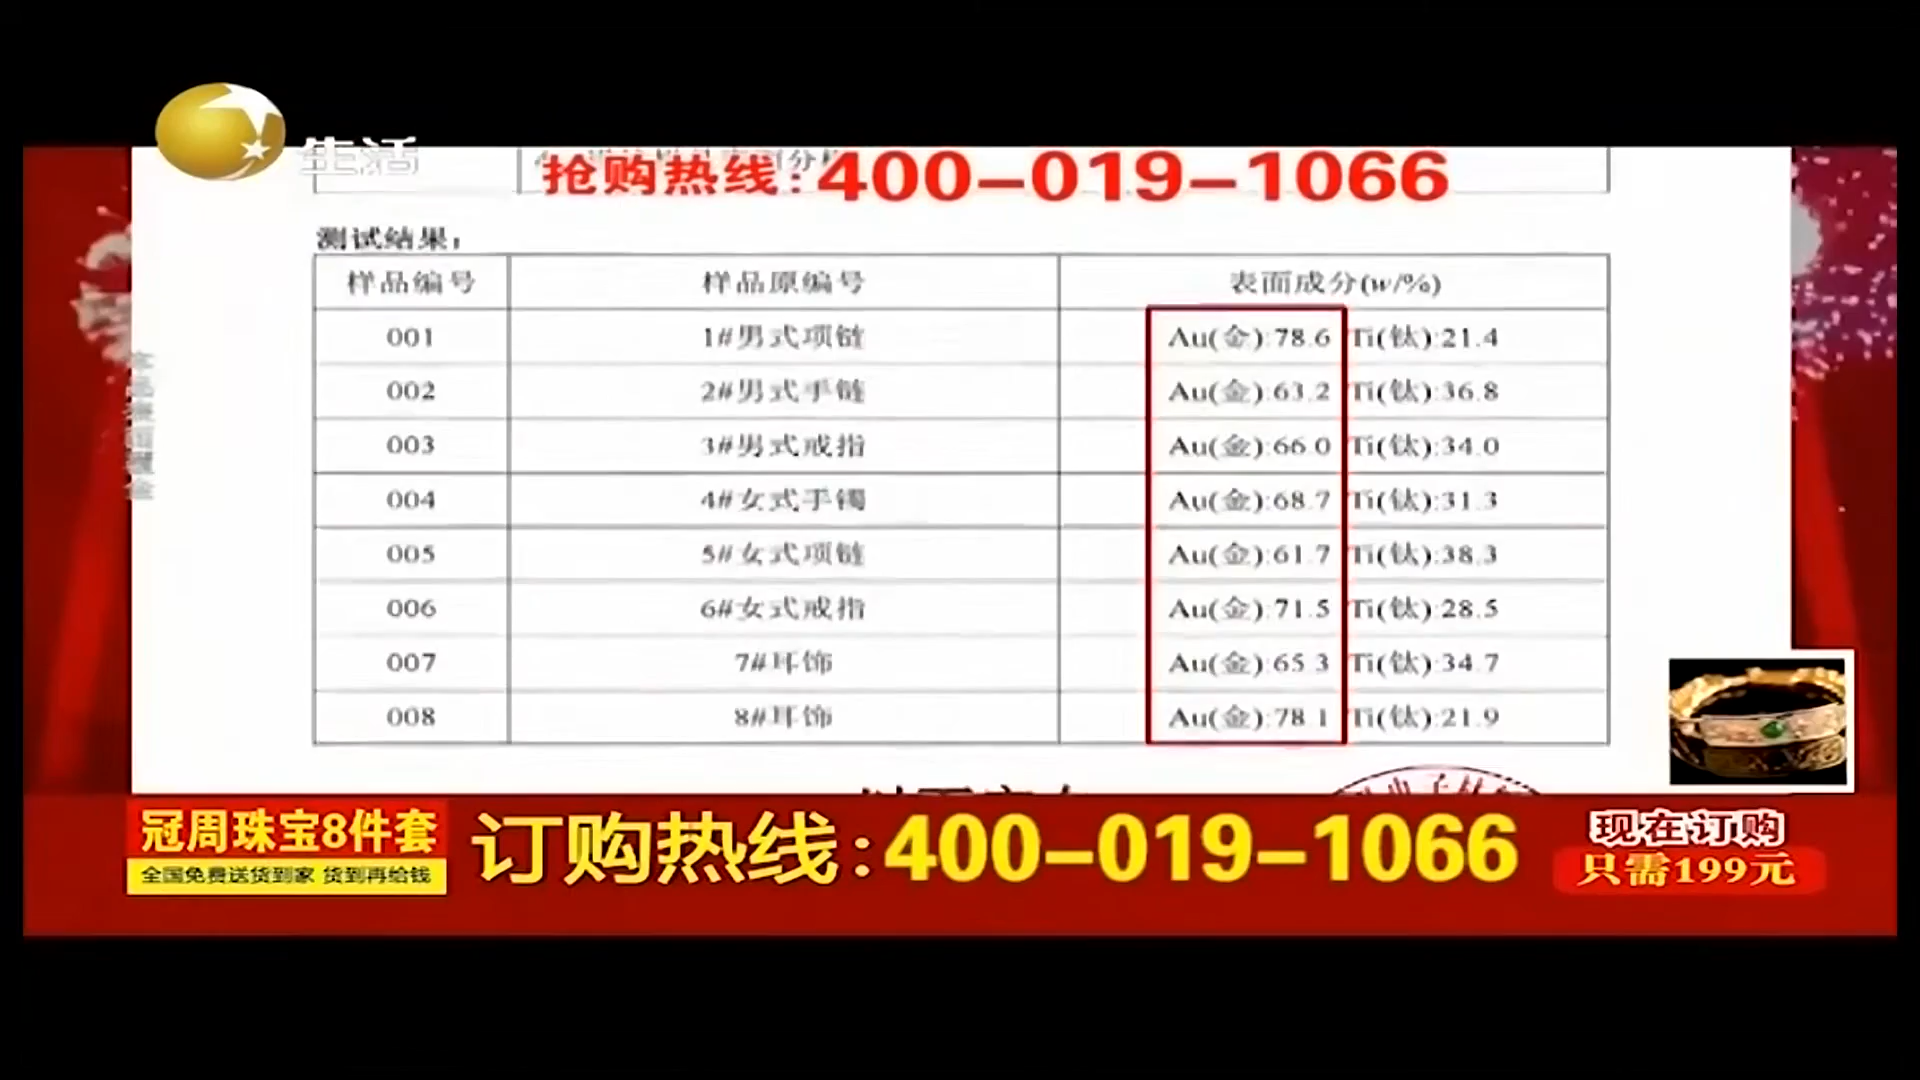 生活
抢购热线:400-019-1066
测试结果:
样品编号 样品原编号 表面成分(w/%)
001 1#男式项链 Au(金):78.6 Ti(钛):21.4
002 2#男式手链 Au(金):63.2 Ti(钛):36.8
003 3#男式戒指 Au(金):66.0 Ti(钛):34.0
004 4#女式手镯 Au(金):68.7 Ti(钛):31.3
005 5#女式项链 Au(金):61.7 Ti(钛):38.3
006 6#女式戒指 Au(金):71.5 Ti(钛):28.5
007 7#耳饰 Au(金):65.3 Ti(钛):34.7
008 8#耳饰 Au(金):78.1 Ti(钛):21.9
冠周珠宝8件套
全国免费送货到家 货到再给钱
订购热线:400-019-1066
现在订购
只需199元